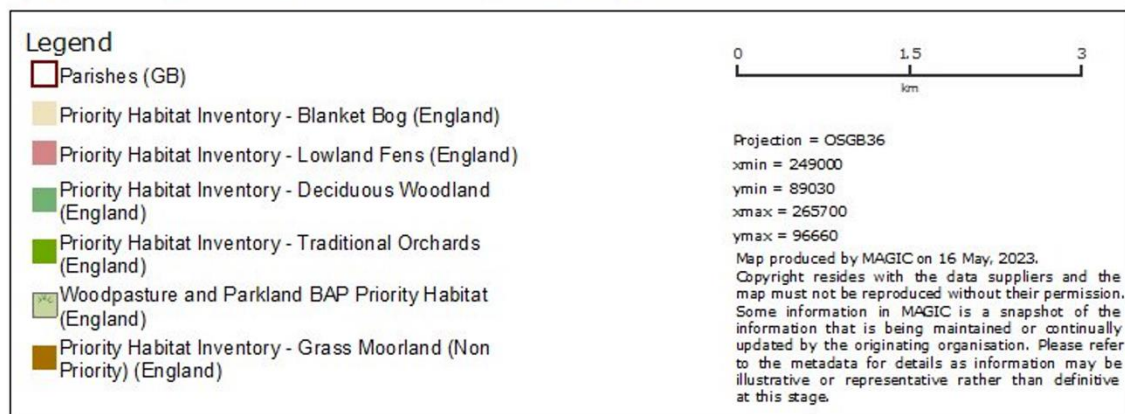 Legend
Parishes (GB)
Priority Habitat Inventory - Blanket Bog (England)
Priority Habitat Inventory - Lowland Fens (England)
Priority Habitat Inventory - Deciduous Woodland
(England)
Priority Habitat Inventory - Traditional Orchards
(England)
Woodpasture and Parkland BAP Priority Habitat
(England)
Priority Habitat Inventory - Grass Moorland (Non
Priority) (England)
0 1.5 3
km
Projection = OSGB36
xmin = 249000
ymin = 89030
xmax = 265700
ymax = 96660
Map produced by MAGIC on 16 May, 2023.
Copyright resides with the data suppliers and the
map must not be reproduced without their permission.
Some information in MAGIC is a snapshot of the
information that is being maintained or continually
updated by the originating organisation. Please refer
to the metadata for details as information may be
illustrative or representative rather than definitive
at this stage.